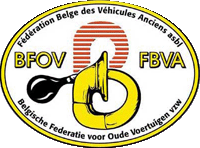 Fédération Belge des Véhicules Anciens asbl
BFOV FBVA
Belgische Federatie voor Oude Voertuigen vzw